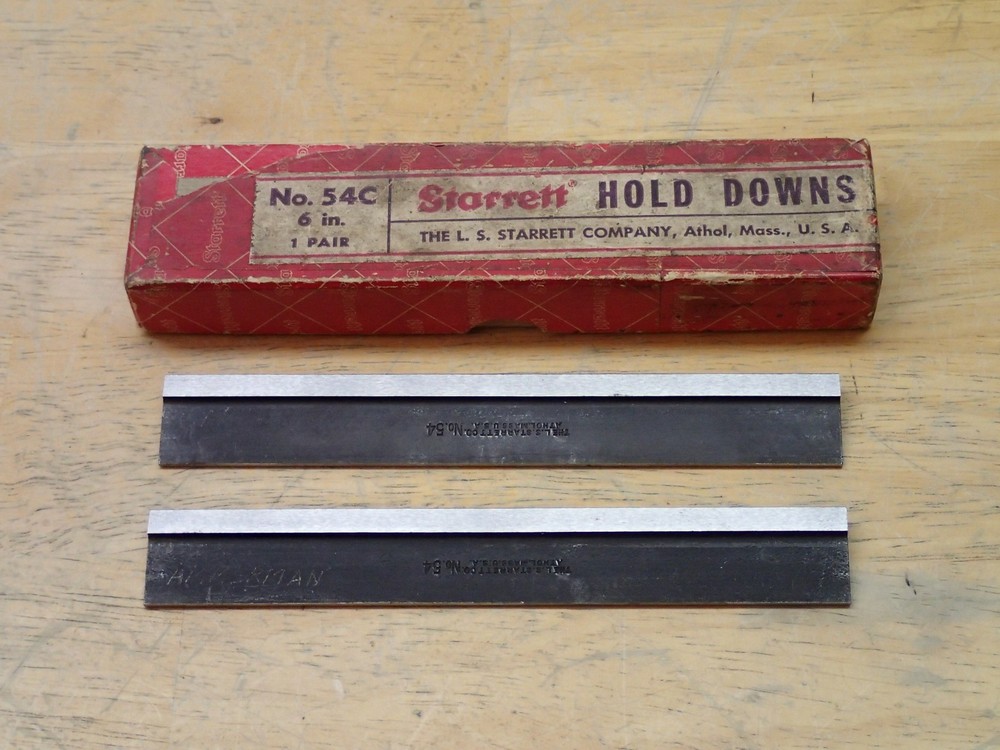 No. 54C
6 in.
1 PAIR
Starrett HOLD DOWNS
THE L. S. STARRETT COMPANY, Athol, Mass., U. S. A.
Starrett
THE L.S. STARRETT CO.
ATHOL, MASS. U.S.A.
No. 54
THE L.S. STARRETT CO.
ATHOL, MASS. U.S.A.
No. 54